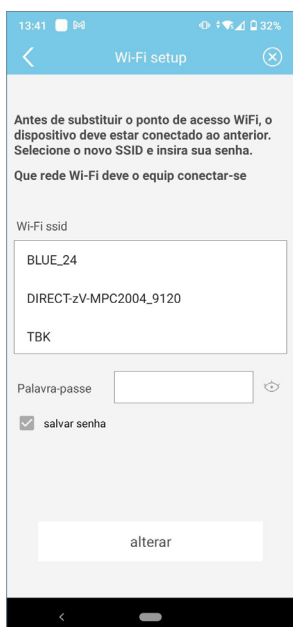 13:41 32%
Wi-Fi setup
Antes de substituir o ponto de acesso WiFi, o
dispositivo deve estar conectado ao anterior.
Selecione o novo SSID e insira sua senha.
Que rede Wi-Fi deve o equip conectar-se
Wi-Fi ssid
BLUE_24
DIRECT-zV-MPC2004_9120
TBK
Palavra-passe
salvar senha
alterar